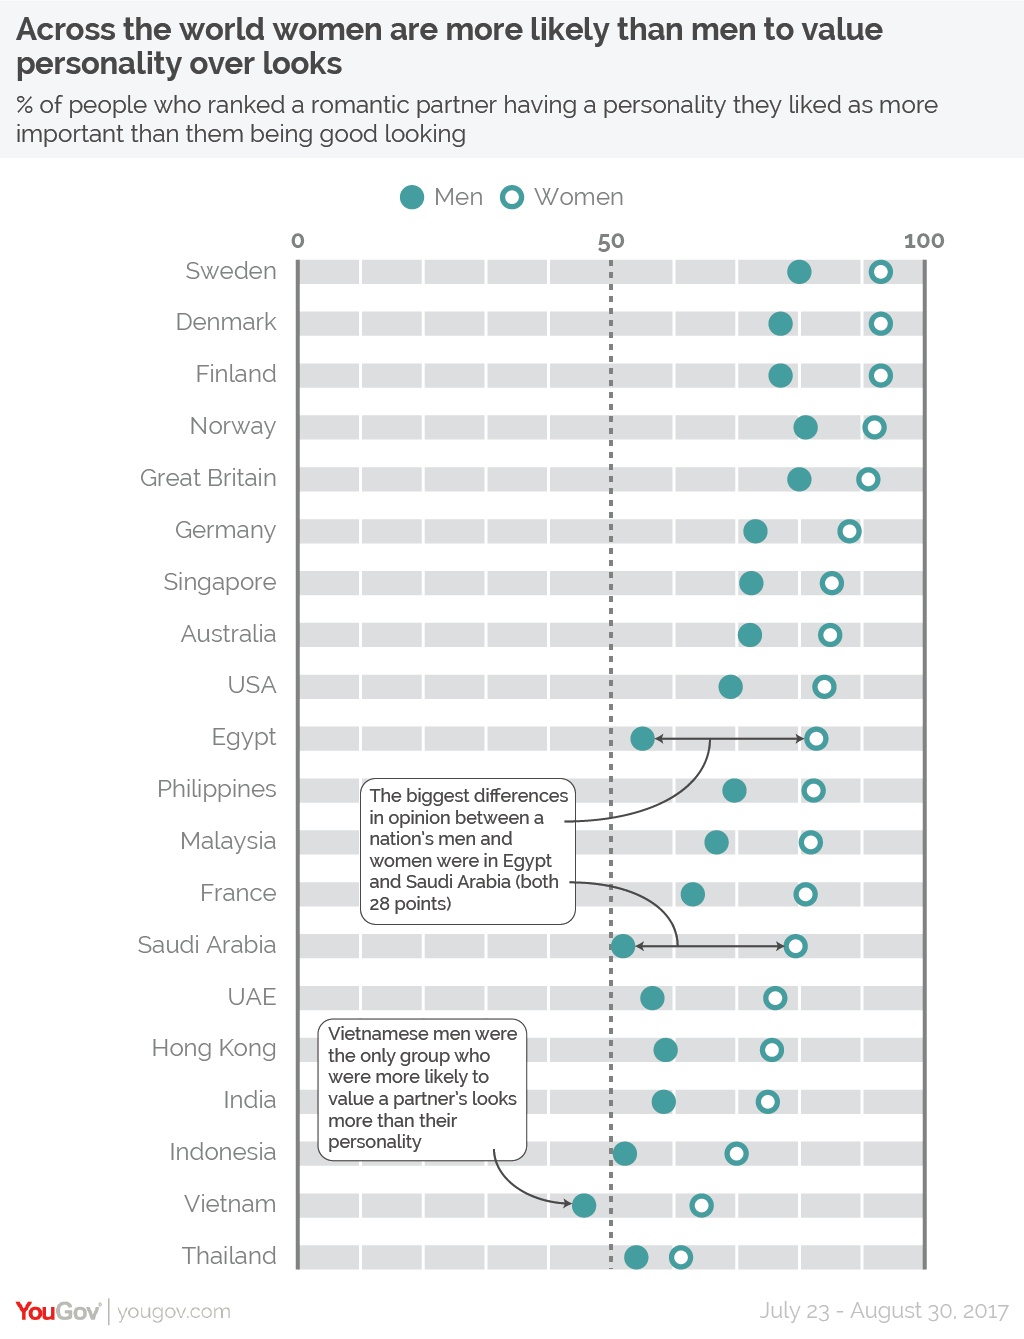 Across the world women are more likely than men to value
personality over looks
% of people who ranked a romantic partner having a personality they liked as more
important than them being good looking
Men Women
0 50 100
Sweden
Denmark
Finland
Norway
Great Britain
Germany
Singapore
Australia
USA
Egypt
Philippines
Malaysia
France
Saudi Arabia
UAE
Hong Kong
India
Indonesia
Vietnam
Thailand
The biggest differences
in opinion between a
nation's men and
women were in Egypt
and Saudi Arabia (both
28 points)
Vietnamese men were
the only group who
were more likely to
value a partner's looks
more than their
personality
YouGov | yougov.com
July 23 - August 30, 2017